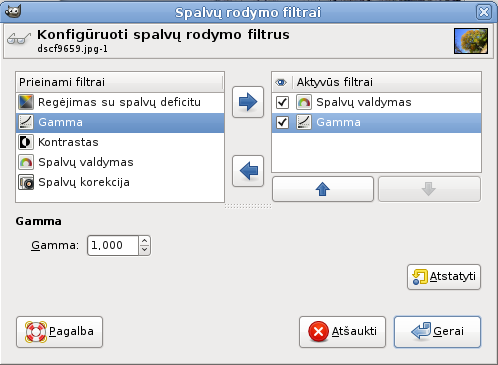 Spalvų rodymo filtrai
Konfigūruoti spalvų rodymo filtrus
dscf9659.jpg-1
Prieinami filtrai
Regėjimas su spalvų deficitu
Gamma
Kontrastas
Spalvų valdymas
Spalvų korekcija
Aktyvūs filtrai
Spalvų valdymas
Gamma
Gamma
Gamma: 1,000
Atstatyti
Pagalba
Atšaukti
Gerai